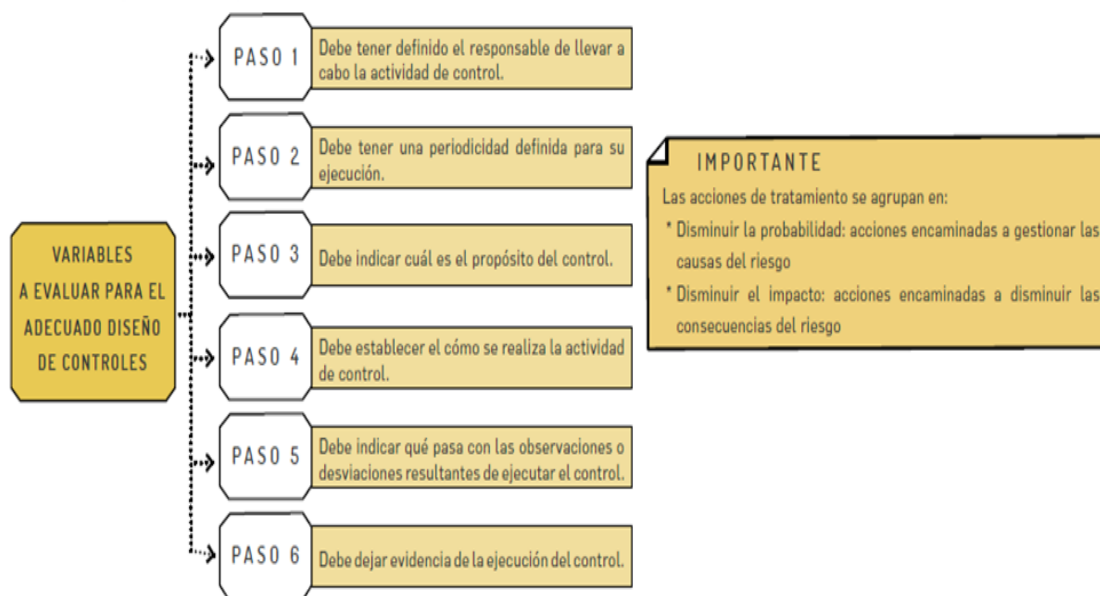 VARIABLES
A EVALUAR PARA EL
ADECUADO DISEÑO
DE CONTROLES
PASO 1
Debe tener definido el responsable de llevar a
cabo la actividad de control.
PASO 2
Debe tener una periodicidad definida para su
ejecución.
PASO 3
Debe indicar cuál es el propósito del control.
PASO 4
Debe establecer el cómo se realiza la actividad
de control.
PASO 5
Debe indicar qué pasa con las observaciones o
desviaciones resultantes de ejecutar el control.
PASO 6
Debe dejar evidencia de la ejecución del control.
IMPORTANTE
Las acciones de tratamiento se agrupan en:
* Disminuir la probabilidad: acciones encaminadas a gestionar las
causas del riesgo
* Disminuir el impacto: acciones encaminadas a disminuir las
consecuencias del riesgo